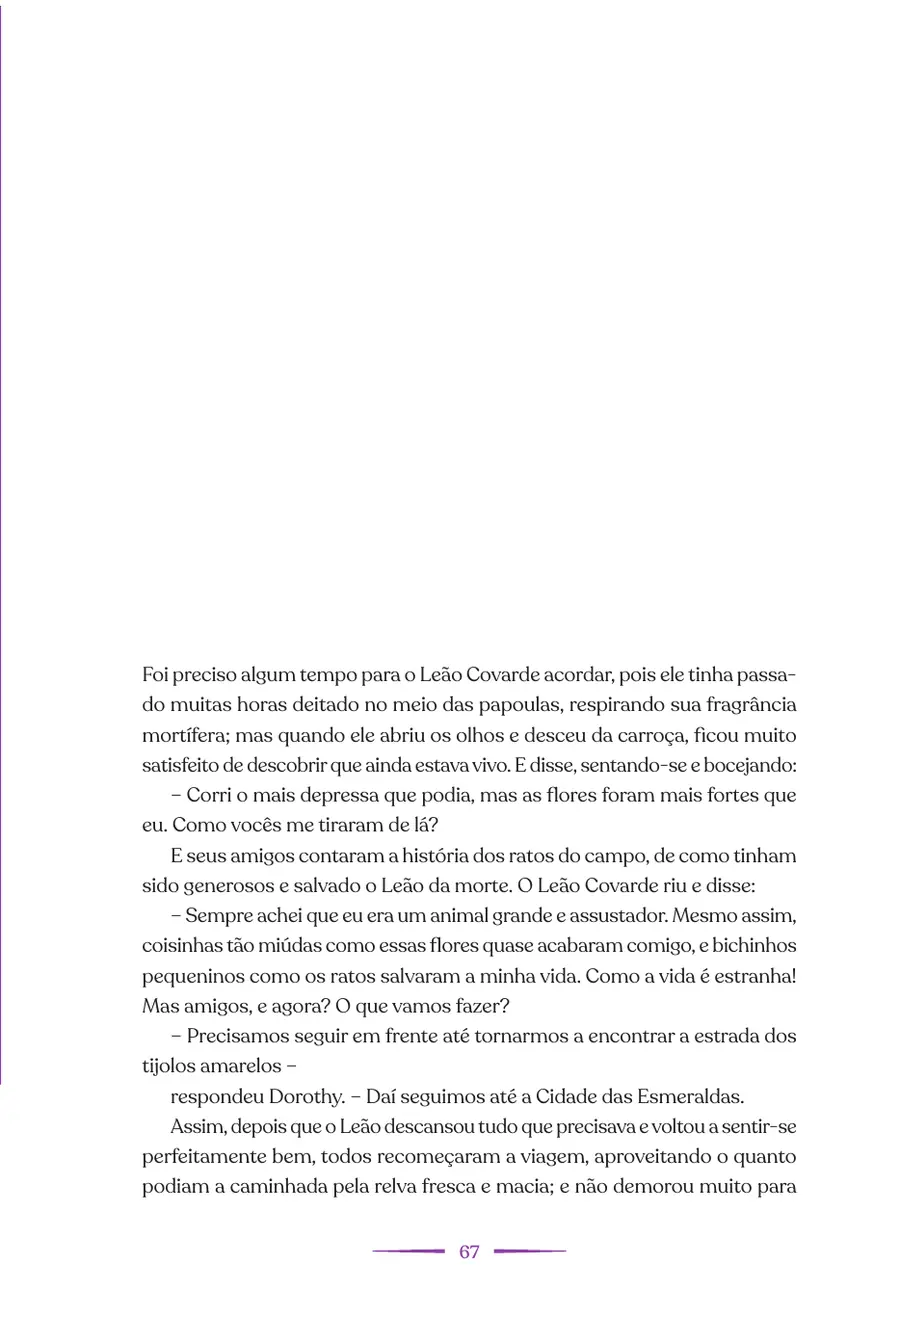 Foi preciso algum tempo para o Leão Covarde acordar, pois ele tinha passa-
do muitas horas deitado no meio das papoulas, respirando sua fragrância
mortífera; mas quando ele abriu os olhos e desceu da carroça, ficou muito
satisfeito de descobrir que ainda estava vivo. E disse, sentando-se e bocejando:
– Corri o mais depressa que podia, mas as flores foram mais fortes que
eu. Como vocês me tiraram de lá?
E seus amigos contaram a história dos ratos do campo, de como tinham
sido generosos e salvado o Leão da morte. O Leão Covarde riu e disse:
– Sempre achei que eu era um animal grande e assustador. Mesmo assim,
coisinhas tão miúdas como essas flores quase acabaram comigo, e bichinhos
pequeninos como os ratos salvaram a minha vida. Como a vida é estranha!
Mas amigos, e agora? O que vamos fazer?
– Precisamos seguir em frente até tornarmos a encontrar a estrada dos
tijolos amarelos –
respondeu Dorothy. – Daí seguimos até a Cidade das Esmeraldas.
Assim, depois que o Leão descansou tudo que precisava e voltou a sentir-se
perfeitamente bem, todos recomeçaram a viagem, aproveitando o quanto
podiam a caminhada pela relva fresca e macia; e não demorou muito para
67